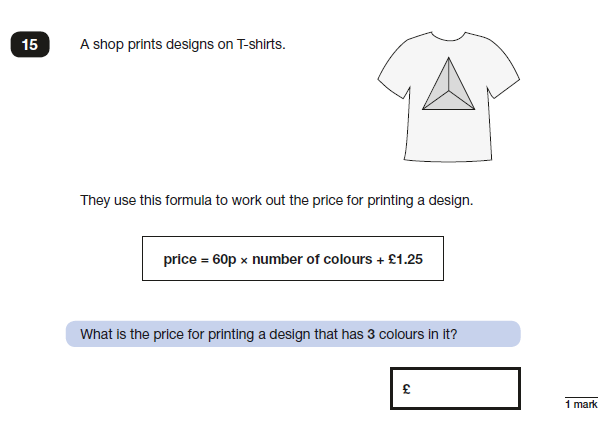 15
A shop prints designs on T-shirts.
They use this formula to work out the price for printing a design.
price = 60p × number of colours + £1.25
What is the price for printing a design that has 3 colours in it?
£
1 mark